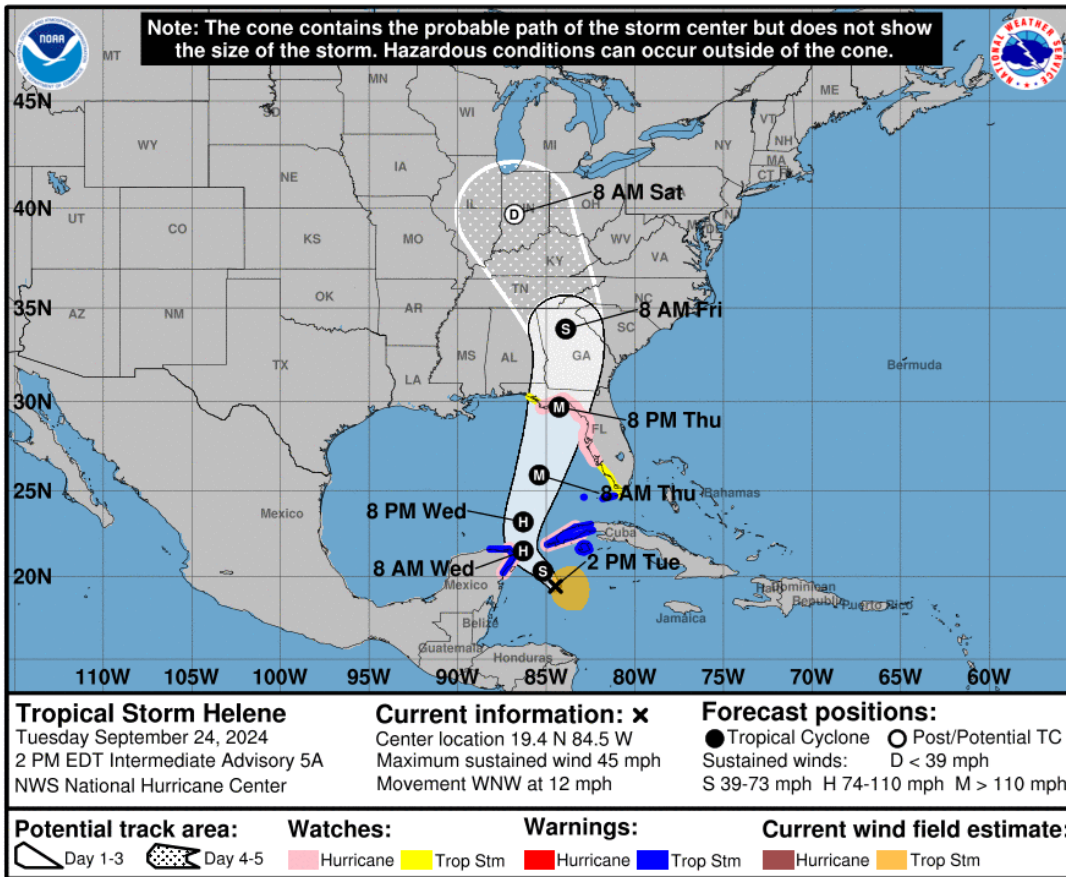 Note: The cone contains the probable path of the storm center but does not show
the size of the storm. Hazardous conditions can occur outside of the cone.
NOAA
NATIONAL WEATHER SERVICE
MT
MN
ME
45N
SD
WI
VT
WY
MI
NY
NH
MA
IA
CT
NE
8 AM Sat
40N
UT
IL
D
IN
OH
CO
KS
MO
WV
VA
KY
35N
OK
TN
NC
AZ
NM
AR
S
8 AM Fri
SC
MS
AL
GA
TX
Bermuda
LA
30N
M
8 PM Thu
FL
25N
M
8 AM Thu
Bahamas
8 PM Wed
H
Mexico
Cuba
H
8 AM Wed
S
2 PM Tue
20N
Mexico
Haiti
Dominican
Republic
Puerto Rico
Jamaica
Belize
Guatemala
Honduras
110W 105W 100W 95W 90W 85W 80W 75W 70W 65W 60W
Tropical Storm Helene
Tuesday September 24, 2024
2 PM EDT Intermediate Advisory 5A
NWS National Hurricane Center
Current information: ×
Center location 19.4 N 84.5 W
Maximum sustained wind 45 mph
Movement WNW at 12 mph
Forecast positions:
Tropical Cyclone Post/Potential TC
Sustained winds: D < 39 mph
S 39-73 mph H 74-110 mph M > 110 mph
Potential track area:
Day 1-3 Day 4-5
Watches:
Hurricane Trop Stm
Warnings:
Hurricane Trop Stm
Current wind field estimate:
Hurricane Trop Stm